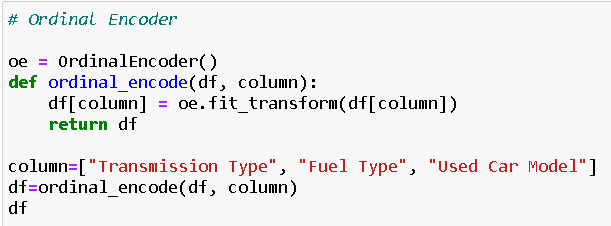 # Ordinal Encoder
oe = OrdinalEncoder()
def ordinal_encode(df, column):
    df[column] = oe.fit_transform(df[column])
    return df
column=["Transmission Type", "Fuel Type", "Used Car Model"]
df=ordinal_encode(df, column)
df